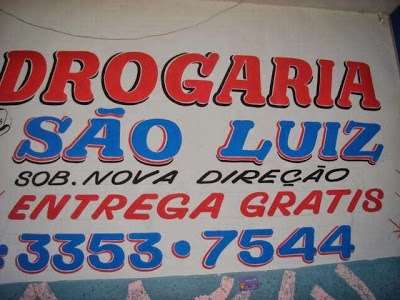 DROGARIA
SÃO LUIZ
SOB. NOVA DIREÇÃO
ENTREGA GRATIS
3353 • 7544